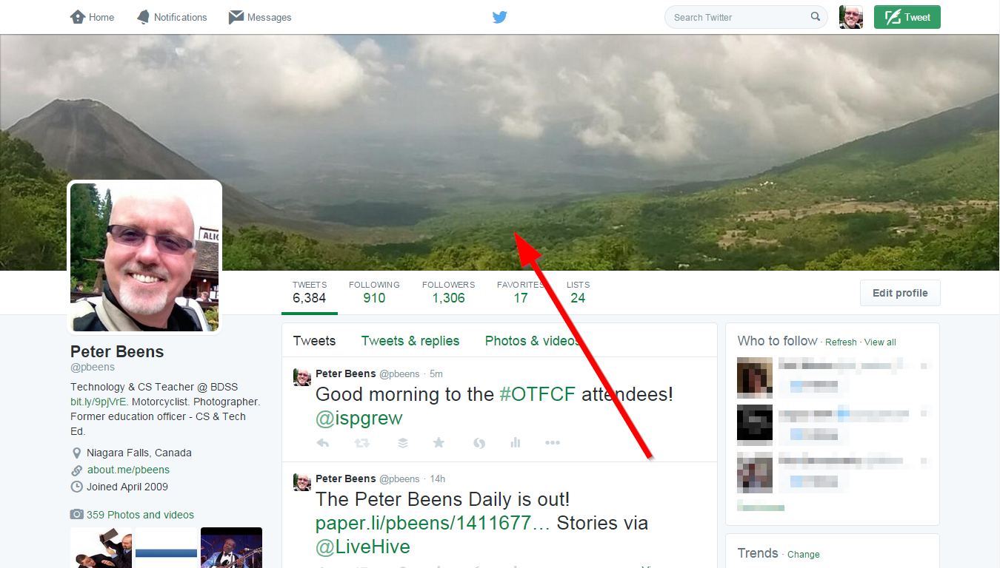 Home
Notifications
Messages
Search Twitter
Tweet
ALI
TWEETS
6,384
FOLLOWING
910
FOLLOWERS
1,306
FAVORITES
17
LISTS
24
Edit profile
Peter Beens
@pbeens
Technology & CS Teacher @ BDSS
bit.ly/9pjVrE. Motorcyclist. Photographer.
Former education officer - CS & Tech
Ed.
Niagara Falls, Canada
about.me/pbeens
Joined April 2009
359 Photos and videos
Tweets
Tweets & replies
Photos & videos
Peter Beens @pbeens · 5m
Good morning to the #OTFCF attendees!
@ispgrew
Peter Beens @pbeens · 14h
The Peter Beens Daily is out!
paper.li/pbeens/1411677… Stories via
@LiveHive
Who to follow · Refresh · View all
Trends · Change